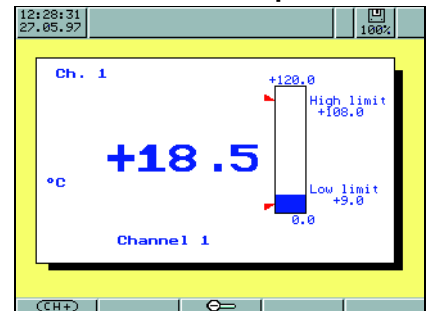 12:28:31
27.05.97
100%
Ch. 1
+120.0
High limit
+108.0
+18.5
°C
Low limit
+9.0
0.0
Channel 1
(CH+)